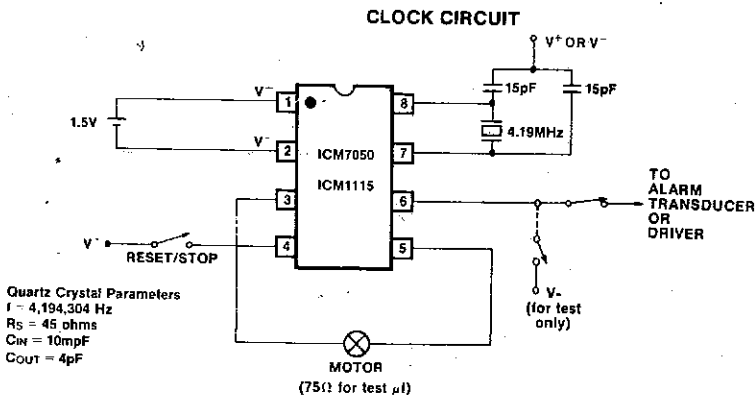 CLOCK CIRCUIT
V+ OR V-
15pF
15pF
1
8
1.5V
4.19MHz
V-
2
ICM7050
7
ICM1115
3
6
TO
ALARM
TRANSDUCER
OR
DRIVER
4
5
RESET/STOP
V-
(for test
only)
Quartz Crystal Parameters
f = 4,194,304 Hz
RS = 45 ohms
CIN = 10mpF
COUT = 4pF
MOTOR
(75Ω for test µl)